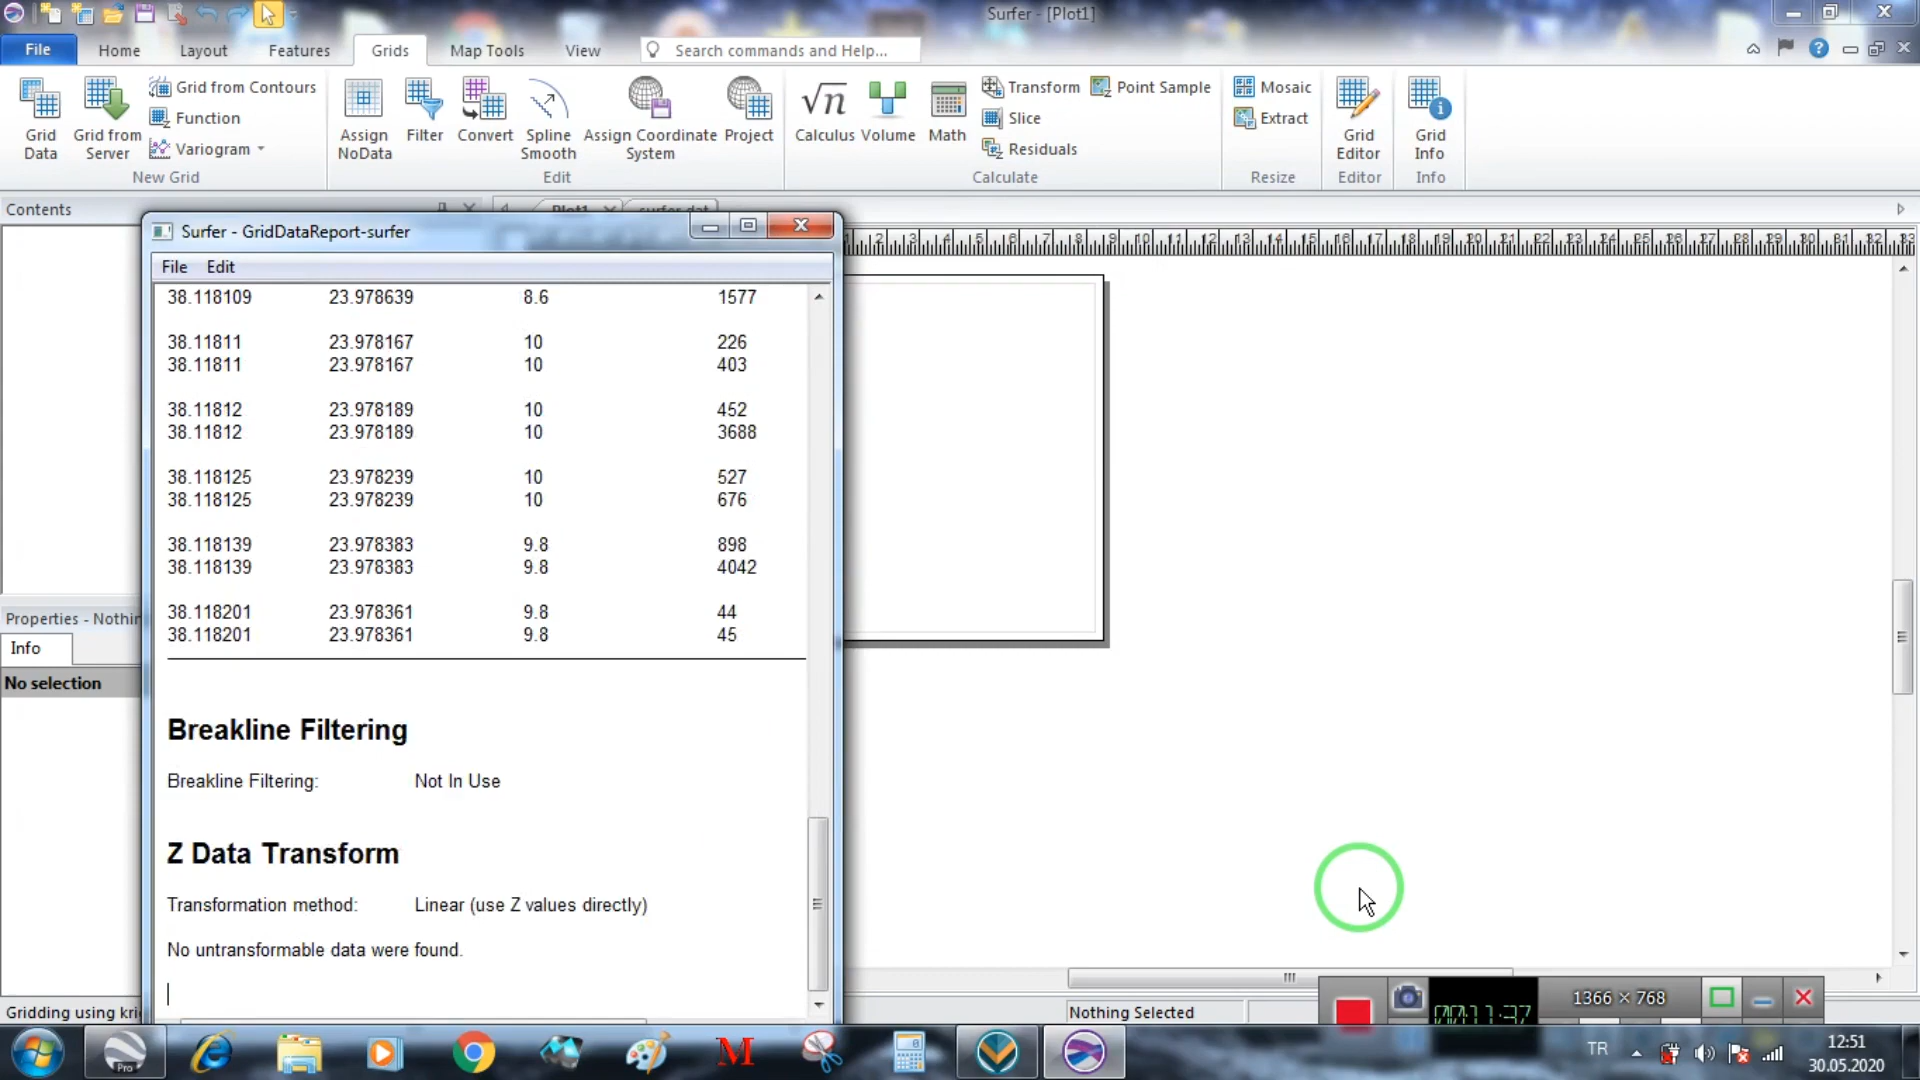 Surfer - [Plot1]
File Home Layout Features Grids Map Tools View Search commands and Help...
Grid Data
Grid from Server
Grid from Contours
Function
Variogram
New Grid
Assign NoData
Filter
Convert
Spline Smooth
Assign Coordinate System
Project
Edit
Calculus
Volume
Math
Transform
Slice
Residuals
Point Sample
Calculate
Mosaic
Extract
Resize
Grid Editor
Editor
Grid Info
Info
Contents
Plot1 surfer.dat
Surfer - GridDataReport-surfer
File Edit
38.118109 23.978639 8.6 1577
38.11811 23.978167 10 226
38.11811 23.978167 10 403
38.11812 23.978189 10 452
38.11812 23.978189 10 3688
38.118125 23.978239 10 527
38.118125 23.978239 10 676
38.118139 23.978383 9.8 898
38.118139 23.978383 9.8 4042
38.118201 23.978361 9.8 44
38.118201 23.978361 9.8 45
Breakline Filtering
Breakline Filtering: Not In Use
Z Data Transform
Transformation method: Linear (use Z values directly)
No untransformable data were found.
Properties - Nothin
Info
No selection
Gridding using kri
Nothing Selected
1366 × 768
Pro
TR
12:51
30.05.2020